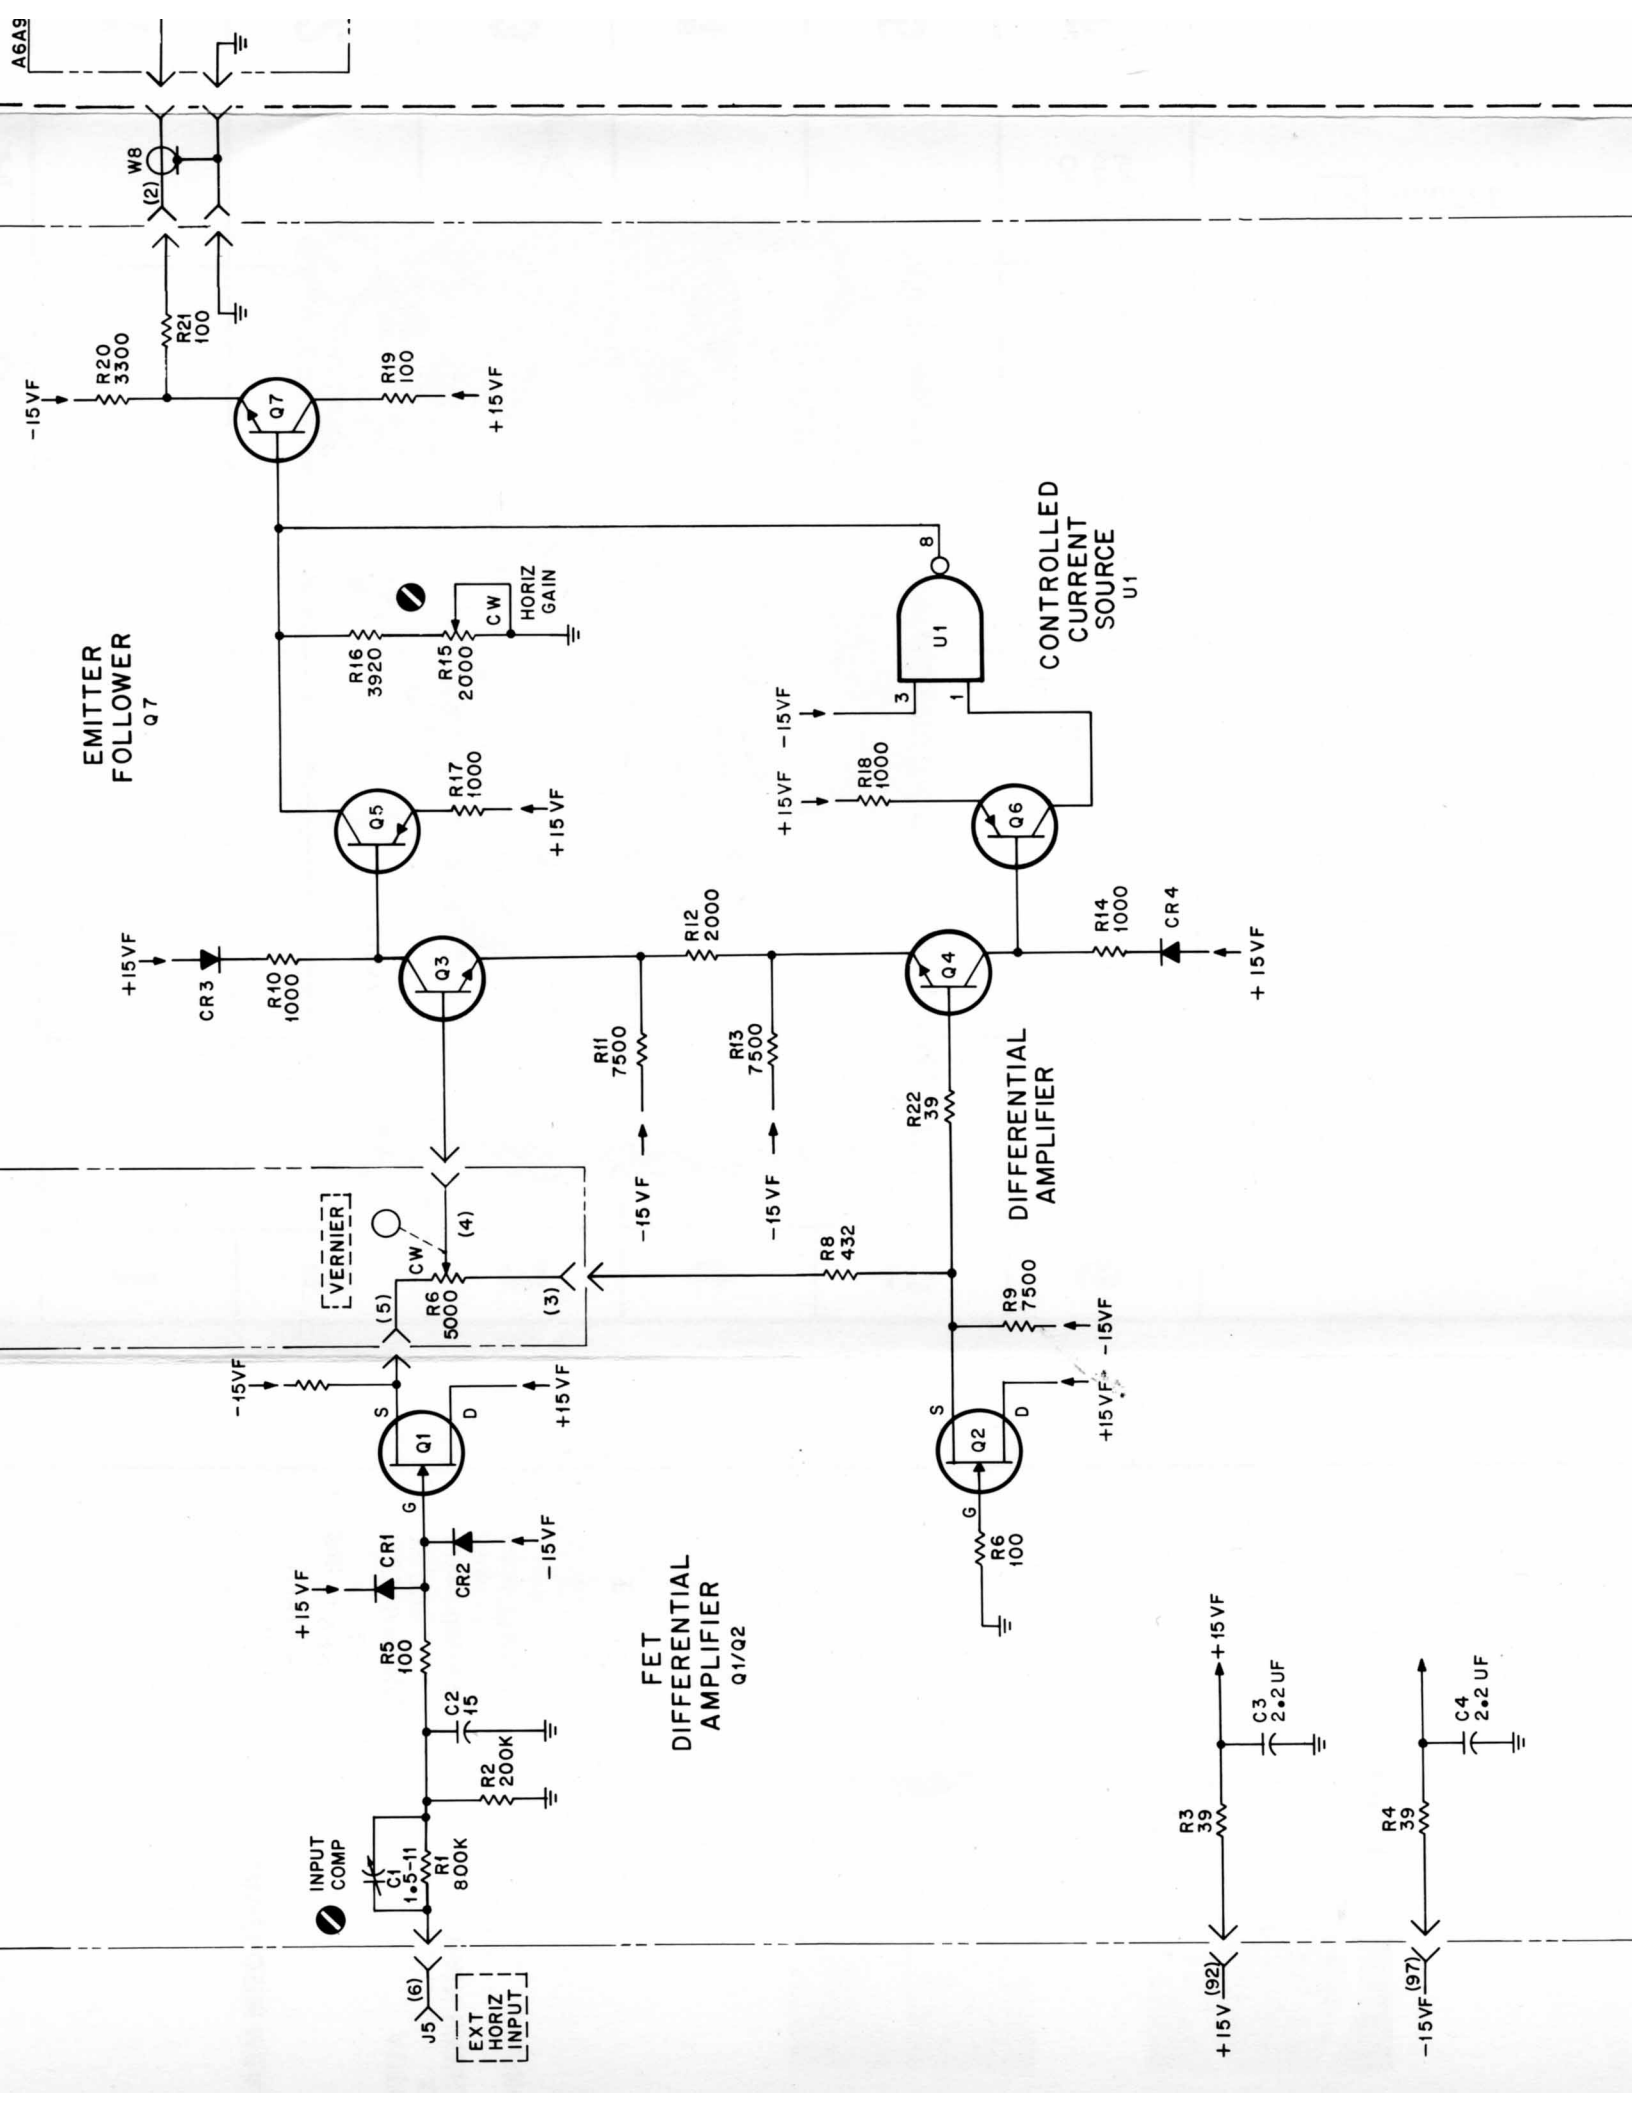 A6A9
W8
(2)
-15VF
R20
3300
R21
100
Q7
R19
100
+15VF
EMITTER
FOLLOWER
Q7
R16
3920
R15
2000
CW
HORIZ
GAIN
8
U1
3
1
CONTROLLED
CURRENT
SOURCE
U1
Q5
R17
1000
+15VF
-15VF
+15VF
R18
1000
Q6
+15VF
CR3
R10
1000
Q3
R12
2000
Q4
R14
1000
CR4
+15VF
R11
7500
-15VF
R13
7500
-15VF
R22
39
DIFFERENTIAL
AMPLIFIER
VERNIER
CW
(4)
(5)
R6
5000
(3)
R8
432
R9
7500
-15VF
-15VF
S
Q1
D
G
+15VF
S
Q2
D
G
+15VF
R6
100
+15VF
CR1
CR2
-15VF
R5
100
FET
DIFFERENTIAL
AMPLIFIER
Q1/Q2
C2
15
R2
200K
INPUT
COMP
C1
1.5-11
R1
800K
J5
(6)
EXT
HORIZ
INPUT
+15V
(92)
R3
39
C3
2.2UF
+15VF
-15VF
(97)
R4
39
C4
2.2UF